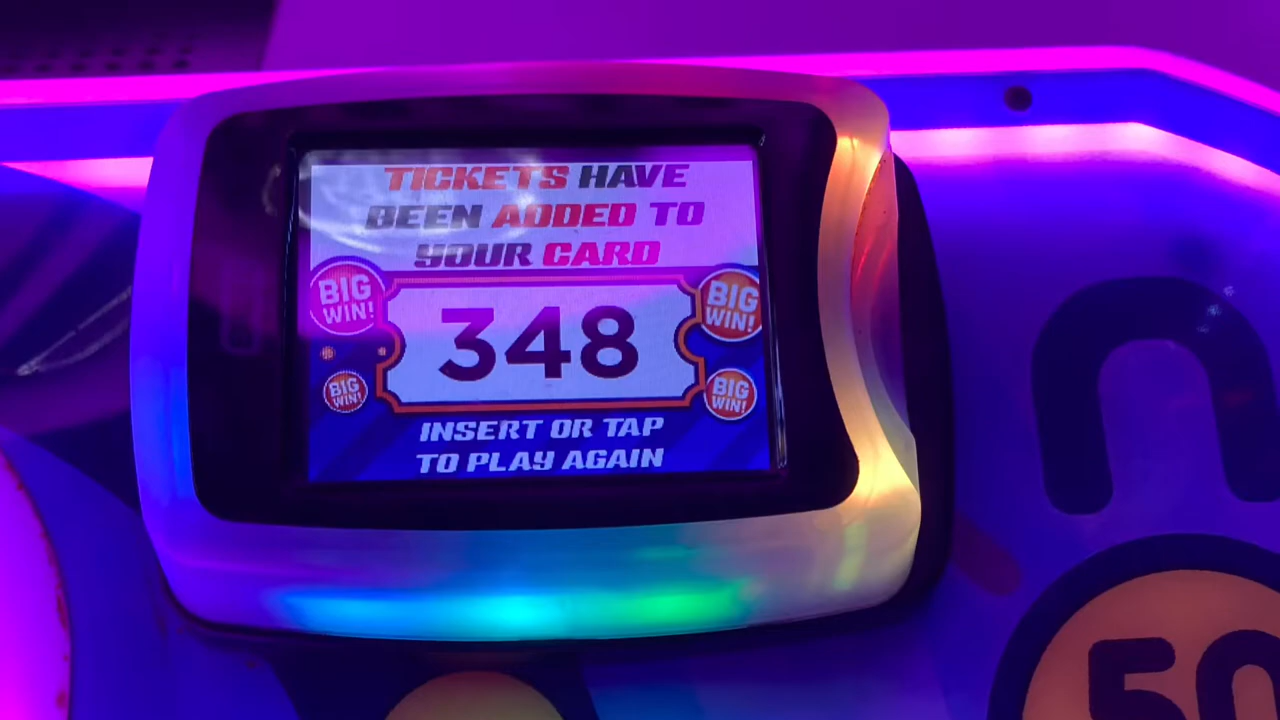 TICKETS HAVE
BEEN ADDED TO
YOUR CARD
BIG
WIN!
BIG
WIN!
348
BIG
WIN!
BIG
WIN!
INSERT OR TAP
TO PLAY AGAIN
n
50